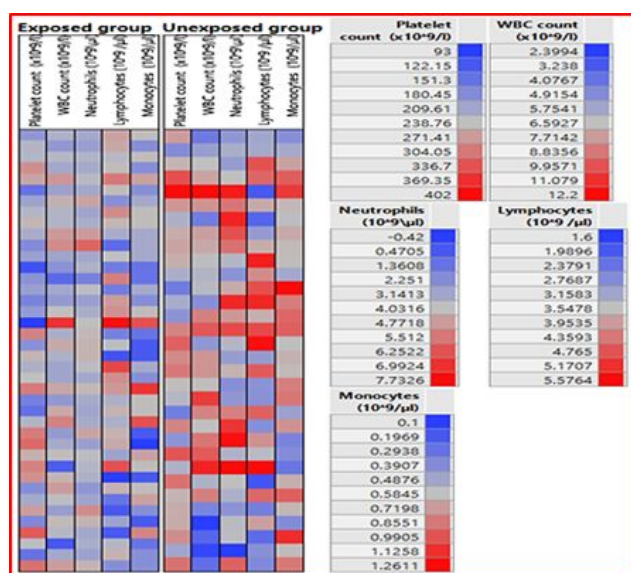 Exposed group
Unexposed group
Platelet count (x10^9/l)
WBC count (x10^9/l)
Neutrophils (10^9/µl)
Lymphocytes (10^9 /µl)
Monocytes (10^9/µl)
Platelet count (x10^9/l)
WBC count (x10^9/l)
Neutrophils (10^9/µl)
Lymphocytes (10^9 /µl)
Monocytes (10^9/µl)
Platelet
count (x10^9/l)
93
122.15
151.3
180.45
209.61
238.76
271.41
304.05
336.7
369.35
402
WBC count
(x10^9/l)
2.3994
3.238
4.0767
4.9154
5.7541
6.5927
7.7142
8.8356
9.9571
11.079
12.2
Neutrophils
(10^9\µl)
-0.42
0.4705
1.3608
2.251
3.1413
4.0316
4.7718
5.512
6.2522
6.9924
7.7326
Lymphocytes
(10^9 /µl)
1.6
1.9896
2.3791
2.7687
3.1583
3.5478
3.9535
4.3593
4.765
5.1707
5.5764
Monocytes
(10^9/µl)
0.1
0.1969
0.2938
0.3907
0.4876
0.5845
0.7198
0.8551
0.9905
1.1258
1.2611